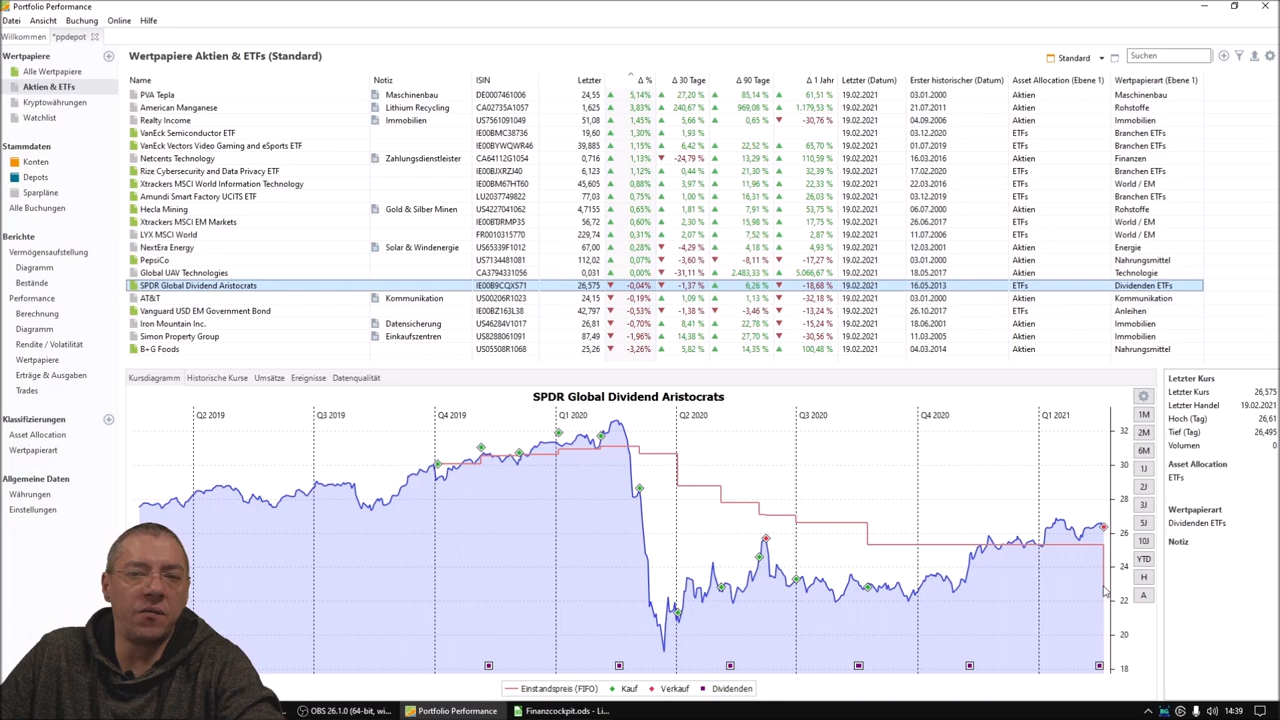 Portfolio Performance
Datei Ansicht Buchung Online Hilfe
Willkommen *ppdepot
Wertpapiere
Alle Wertpapiere
Aktien & ETFs
Kryptowährungen
Watchlist
Stammdaten
Konten
Depots
Sparpläne
Alle Buchungen
Berichte
Vermögensaufstellung
Diagramm
Bestände
Performance
Berechnung
Diagramm
Rendite / Volatilität
Wertpapiere
Erträge & Ausgaben
Trades
Klassifizierungen
Asset Allocation
Wertpapierart
Allgemeine Daten
Währungen
Einstellungen
Wertpapiere Aktien & ETFs (Standard)
Standard
Suchen
Name Notiz ISIN Letzter Δ % Δ 30 Tage Δ 90 Tage Δ 1 Jahr Letzter (Datum) Erster historischer (Datum) Asset Allocation (Ebene 1) Wertpapierart (Ebene 1)
PVA Tepla Maschinenbau DE0007461006 24,55 5,14% 27,20 % 85,14 % 61,51 % 19.02.2021 03.01.2000 Aktien Maschinenbau
American Manganese Lithium Recycling CA02735A1057 1,625 3,83% 240,67 % 969,08 % 1.179,53 % 19.02.2021 21.07.2011 Aktien Rohstoffe
Realty Income Immobilien US7561091049 51,08 1,45% 5,66 % 0,65 % -30,76 % 19.02.2021 04.09.2006 Aktien Immobilien
VanEck Semiconductor ETF IE00BMC38736 19,60 1,30% 1,93 % 19.02.2021 03.12.2020 ETFs Branchen ETFs
VanEck Vectors Video Gaming and eSports ETF IE00BYWQWR46 39,885 1,15% 6,42 % 22,52 % 65,70 % 19.02.2021 01.07.2019 ETFs Branchen ETFs
Netcents Technology Zahlungsdienstleister CA64112G1054 0,716 1,13% -24,79 % 13,29 % 110,59 % 19.02.2021 16.03.2016 Aktien Finanzen
Rize Cybersecurity and Data Privacy ETF IE00BJXRZJ40 6,123 1,12% 0,44 % 21,30 % 32,39 % 19.02.2021 17.02.2020 ETFs Branchen ETFs
Xtrackers MSCI World Information Technology IE00BM67HT60 45,605 0,88% 3,97 % 11,96 % 22,33 % 19.02.2021 11.03.2016 ETFs World / EM
Amundi Smart Factory UCITS ETF LU2037749822 77,03 0,75% 1,00 % 16,31 % 26,03 % 19.02.2021 03.12.2019 ETFs Branchen ETFs
Hecla Mining Gold & Silber Minen US4227041062 4,7155 0,65% 1,81 % 7,91 % 53,75 % 19.02.2021 03.01.2000 Aktien Rohstoffe
Xtrackers MSCI EM Markets IE00BTJRMP35 56,72 0,60% 2,30 % 15,98 % 17,75 % 19.02.2021 26.06.2017 ETFs World / EM
LYX MSCI World FR0010315770 229,74 0,31% 2,07 % 7,52 % 2,87 % 19.02.2021 11.07.2006 ETFs World / EM
NextEra Energy Solar & Windenergie US65339F1012 67,00 0,28% -4,29 % 4,18 % 4,93 % 19.02.2021 12.03.2001 Aktien Energie
PepsiCo US7134481081 112,02 0,07% -3,60 % -8,11 % -17,27 % 19.02.2021 03.01.2000 Aktien Nahrungsmittel
Global UAV Technologies CA3794331056 0,031 0,00% -31,11 % 2.483,33 % 5.066,67 % 19.02.2021 18.05.2017 Aktien Technologie
SPDR Global Dividend Aristocrats IE00B9CQXS71 26,575 -0,04% -1,37 % 6,26 % -18,68 % 19.02.2021 16.05.2013 ETFs Dividenden ETFs
AT&T Kommunikation US00206R1023 24,15 -0,19% 1,09 % 1,13 % -32,18 % 19.02.2021 03.01.2000 Aktien Kommunikation
Vanguard USD EM Government Bond IE00BZ163L38 42,797 -0,53% -1,38 % -3,46 % -13,24 % 19.02.2021 26.10.2017 ETFs Anleihen
Iron Mountain Inc. Datensicherung US46284V1017 26,81 -0,70% 8,41 % 22,78 % -15,24 % 19.02.2021 18.06.2001 Aktien Immobilien
Simon Property Group Einkaufszentren US8288061091 87,49 -1,96% 14,38 % 27,70 % -30,56 % 19.02.2021 11.03.2005 Aktien Immobilien
B+G Foods US05508R1068 25,26 -3,26% 5,82 % 14,35 % 100,48 % 19.02.2021 04.03.2014 Aktien Nahrungsmittel
Kursdiagramm Historische Kurse Umsätze Ereignisse Datenqualität
SPDR Global Dividend Aristocrats
Q2 2019 Q3 2019 Q4 2019 Q1 2020 Q2 2020 Q3 2020 Q4 2020 Q1 2021
32
30
28
26
24
22
20
18
1M
2M
6M
1J
2J
3J
5J
10J
YTD
H
A
Einstandspreis (FIFO) Kauf Verkauf Dividenden
Letzter Kurs
Letzter Kurs 26,575
Letzter Handel 19.02.2021
Hoch (Tag) 26,61
Tief (Tag) 26,495
Volumen 0
Asset Allocation
ETFs
Wertpapierart
Dividenden ETFs
Notiz
OBS 26.1.0 (64-bit, wi... Portfolio Performance Finanzcockpit.ods - Li... 14:39